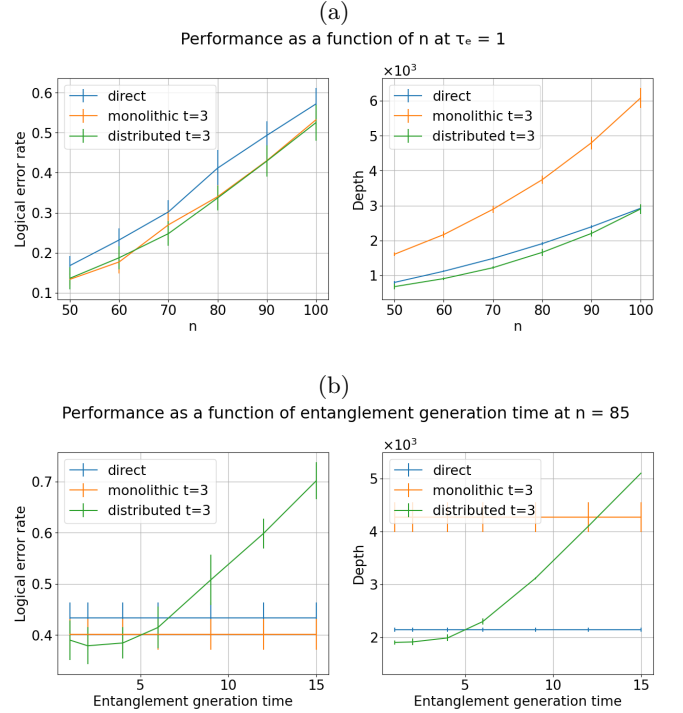 (a)
Performance as a function of n at τₑ = 1
Logical error rate
0.6
0.5
0.4
0.3
0.2
0.1
direct
monolithic t=3
distributed t=3
50 60 70 80 90 100
n
×10³
Depth
6
5
4
3
2
1
direct
monolithic t=3
distributed t=3
50 60 70 80 90 100
n
(b)
Performance as a function of entanglement generation time at n = 85
Logical error rate
0.7
0.6
0.5
0.4
direct
monolithic t=3
distributed t=3
5 10 15
Entanglement gneration time
×10³
Depth
5
4
3
2
direct
monolithic t=3
distributed t=3
5 10 15
Entanglement generation time